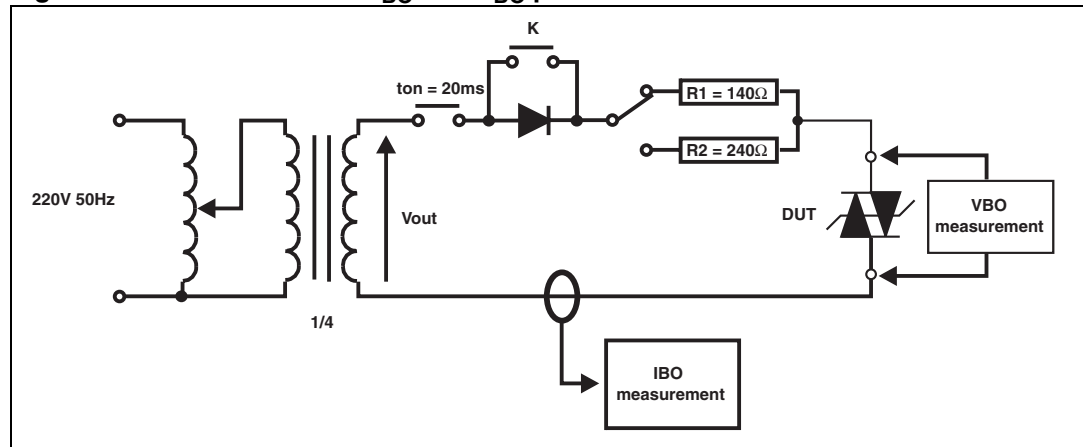 K
ton = 20ms
R1 = 140Ω
R2 = 240Ω
220V 50Hz
Vout
DUT
VBO
measurement
1/4
IBO
measurement